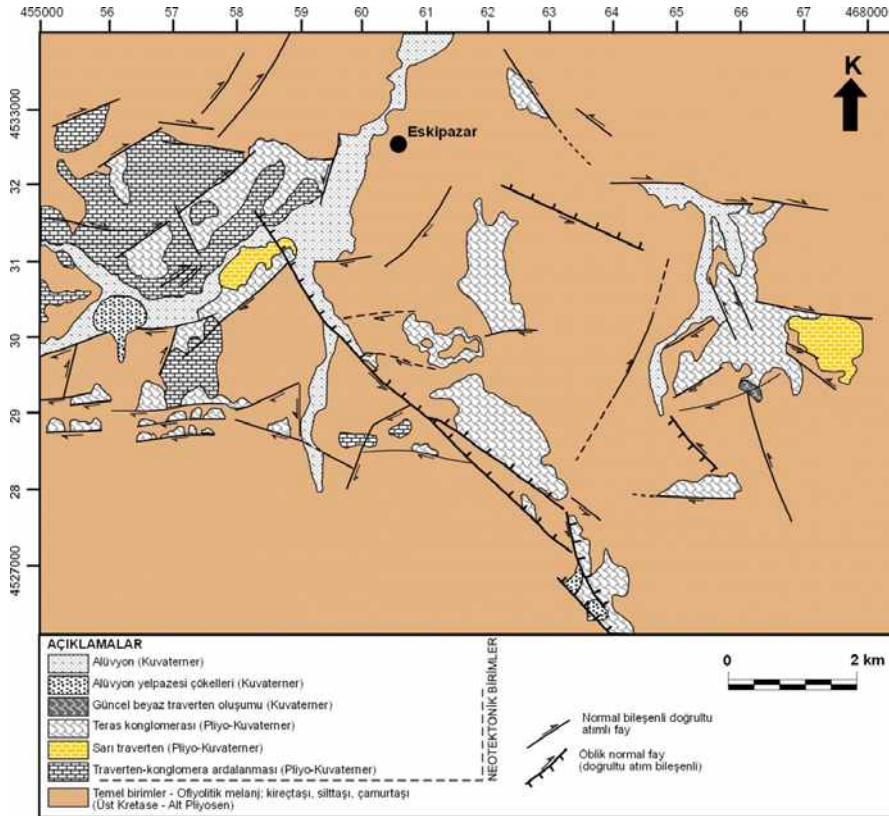 455000 56 57 58 59 60 61 62 63 64 65 66 67 468000
4533000
32
31
30
29
28
4527000
K
Eskipazar
AÇIKLAMALAR
Alüvyon (Kuvaterner)
Alüvyon yelpazesi çökelleri (Kuvaterner)
Güncel beyaz traverten oluşumu (Kuvaterner)
Teras konglomerası (Pliyo-Kuvaterner)
Sarı traverten (Pliyo-Kuvaterner)
Traverten-konglomera ardalanması (Pliyo-Kuvaterner)
Temel birimler - Ofiyolitik melanj; kireçtaşı, silttaşı, çamurtaşı
(Üst Kretase - Alt Pliyosen)
NEOTEKTONİK BİRİMLER
0 2 km
Normal bileşenli doğrultu
atımlı fay
Oblik normal fay
(doğrultu atım bileşenli)